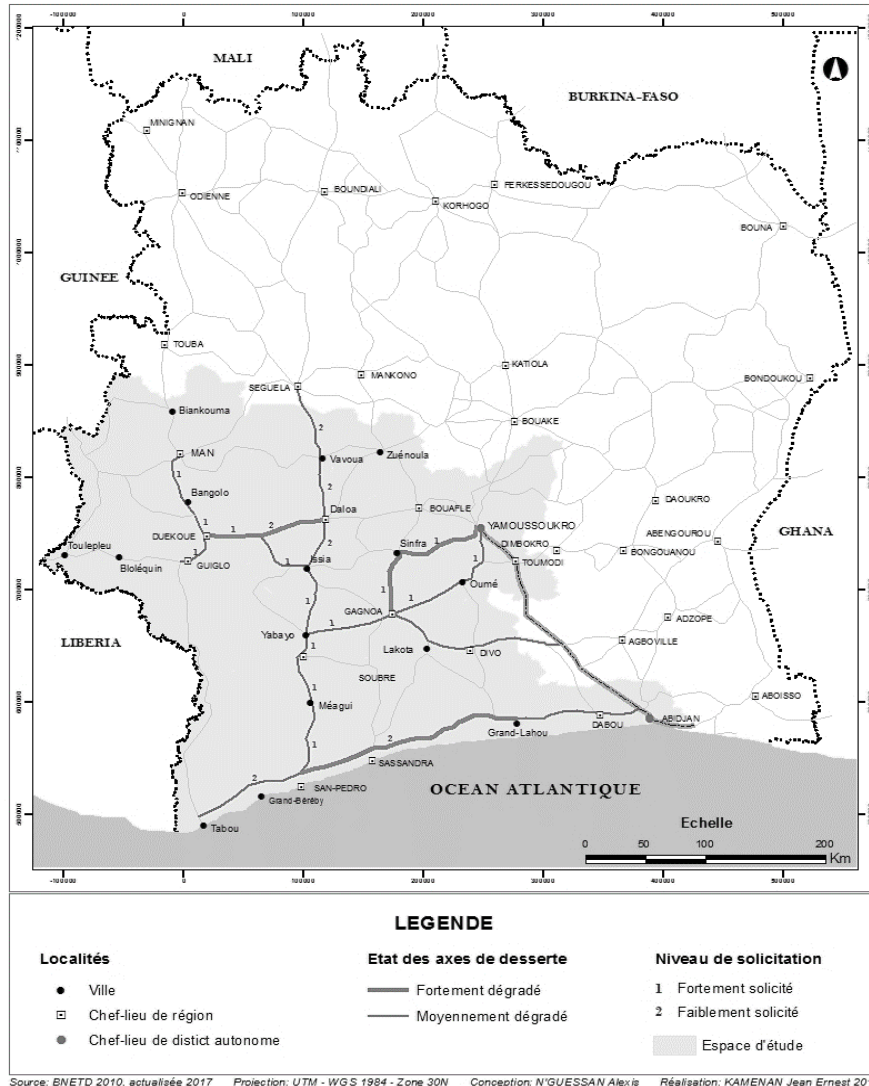 MALI
BURKINA-FASO
MINIGNAN
ODIENNE
BOUNDIALI
FERKESSEDOUGOU
KORHOGO
BOUNA
GUINEE
TOUBA
KATIOLA
MANKONO
SEGUELA
BONDOUKOU
Biankouma
BOUAKE
MAN
Vavoua
Zuénoula
Bangolo
DAOUKRO
Daloa
BOUAFLE
YAMOUSSOUKRO
DUEKOUE
DIMBOKRO
ABENGOUROU
GHANA
Toulepleu
Sinfra
BONGOUANOU
Bloléquin
GUIGLO
Issia
TOUMODI
Oumé
GAGNOA
ADZOPE
LIBERIA
Yabayo
AGBOVILLE
Lakota
DIVO
SOUBRE
ABOISSO
Méagui
DABOU
ABIDJAN
Grand-Lahou
SASSANDRA
SAN-PEDRO
OCEAN ATLANTIQUE
Grand-Béréby
Tabou
Echelle
0 50 100 200
Km
-100000 0 100000 200000 300000 400000 500000
LEGENDE
Localités
Ville
Chef-lieu de région
Chef-lieu de distict autonome
Etat des axes de desserte
Fortement dégradé
Moyennement dégradé
Niveau de solicitation
1 Fortement solicité
2 Faiblement solicité
Espace d'étude
Source: BNETD 2010, actualisée 2017 Projection: UTM - WGS 1984 - Zone 30N Conception: N'GUESSAN Alexis Réalisation: KAMENAN Jean Ernest 20